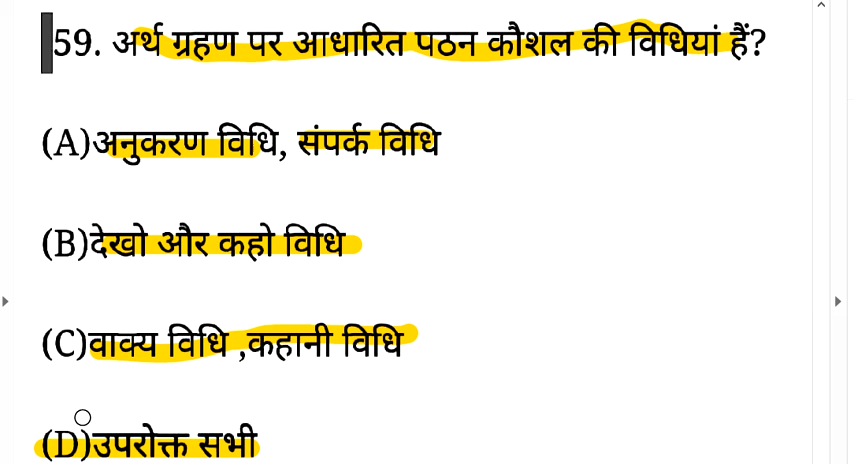 59. अर्थ ग्रहण पर आधारित पठन कौशल की विधियां हैं?
(A)अनुकरण विधि, संपर्क विधि
(B)देखो और कहो विधि
(C)वाक्य विधि ,कहानी विधि
(D)उपरोक्त सभी